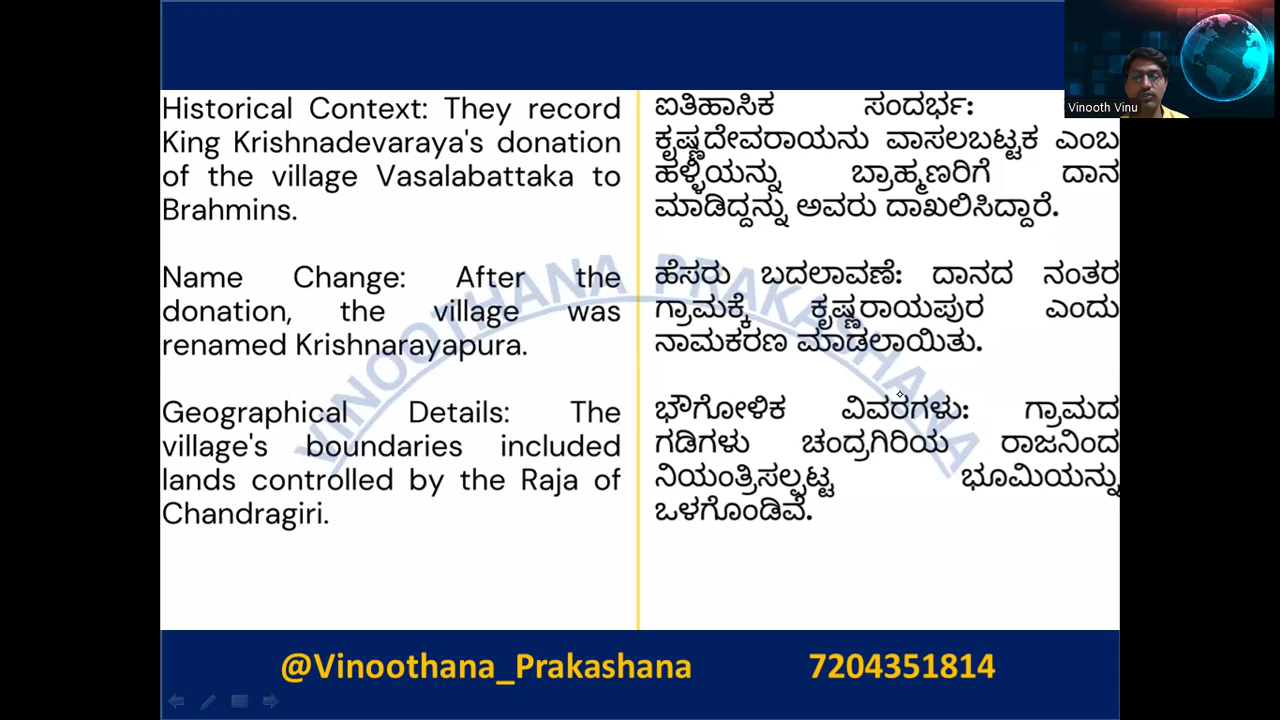 Vinooth Vinu
Historical Context: They record
King Krishnadevaraya's donation
of the village Vasalabattaka to
Brahmins.
Name Change: After the
donation, the village was
renamed Krishnarayapura.
Geographical Details: The
village's boundaries included
lands controlled by the Raja of
Chandragiri.
ಐತಿಹಾಸಿಕ ಸಂದರ್ಭ:
ಕೃಷ್ಣದೇವರಾಯನು ವಾಸಲಬಟ್ಟಕ ಎಂಬ
ಹಳ್ಳಿಯನ್ನು ಬ್ರಾಹ್ಮಣರಿಗೆ ದಾನ
ಮಾಡಿದ್ದನ್ನು ಅವರು ದಾಖಲಿಸಿದ್ದಾರೆ.
ಹೆಸರು ಬದಲಾವಣೆ: ದಾನದ ನಂತರ
ಗ್ರಾಮಕ್ಕೆ ಕೃಷ್ಣರಾಯಪುರ ಎಂದು
ನಾಮಕರಣ ಮಾಡಲಾಯಿತು.
ಭೌಗೋಳಿಕ ವಿವರಗಳು: ಗ್ರಾಮದ
ಗಡಿಗಳು ಚಂದ್ರಗಿರಿಯ ರಾಜನಿಂದ
ನಿಯಂತ್ರಿಸಲ್ಪಟ್ಟ ಭೂಮಿಯನ್ನು
ಒಳಗೊಂಡಿವೆ.
VINOOTHANA PRAKASHANA
@Vinoothana_Prakashana 7204351814